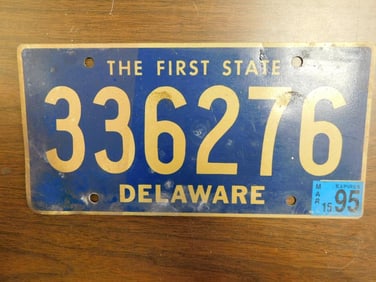 THE FIRST STATE
336276
DELAWARE
MAR
EXPIRES
15 95